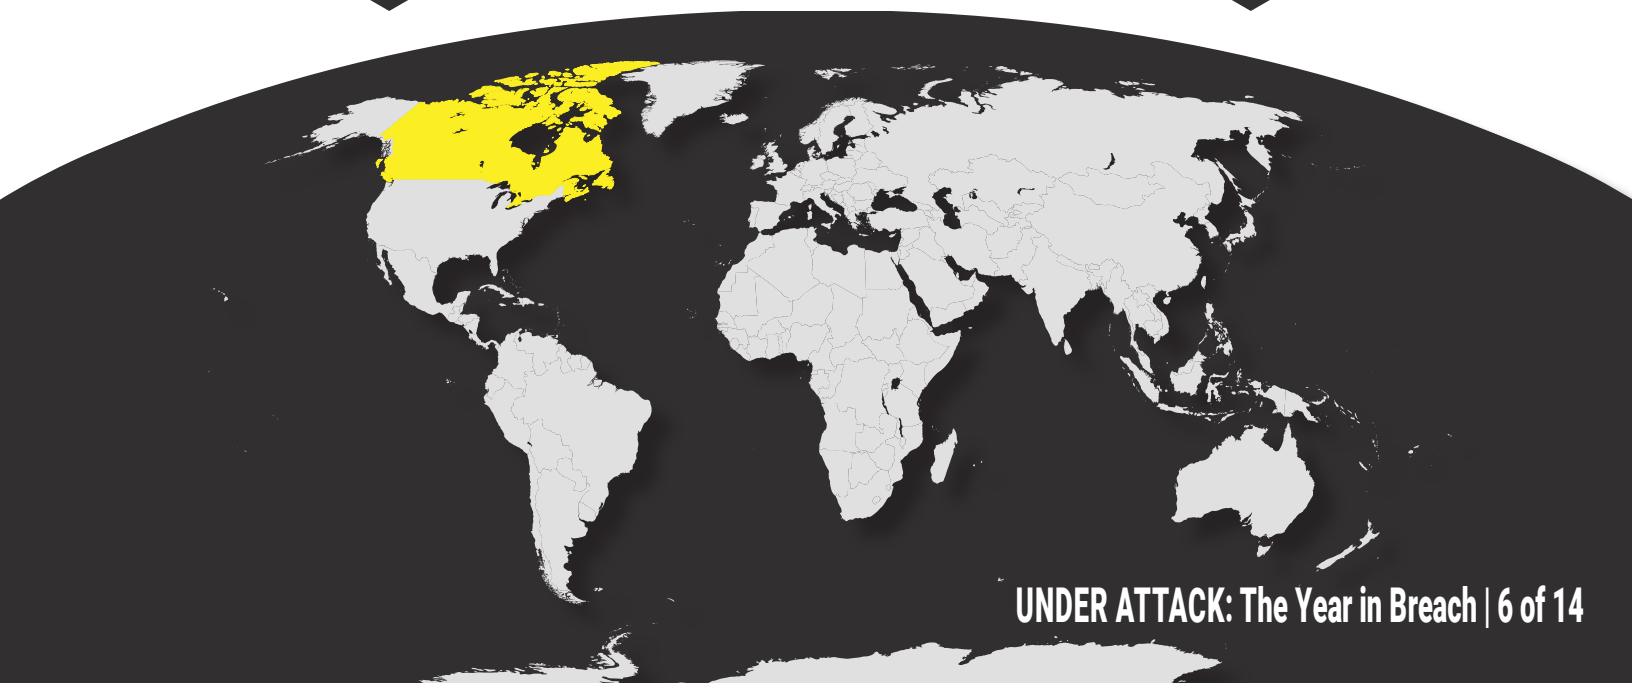 UNDER ATTACK: The Year in Breach | 6 of 14